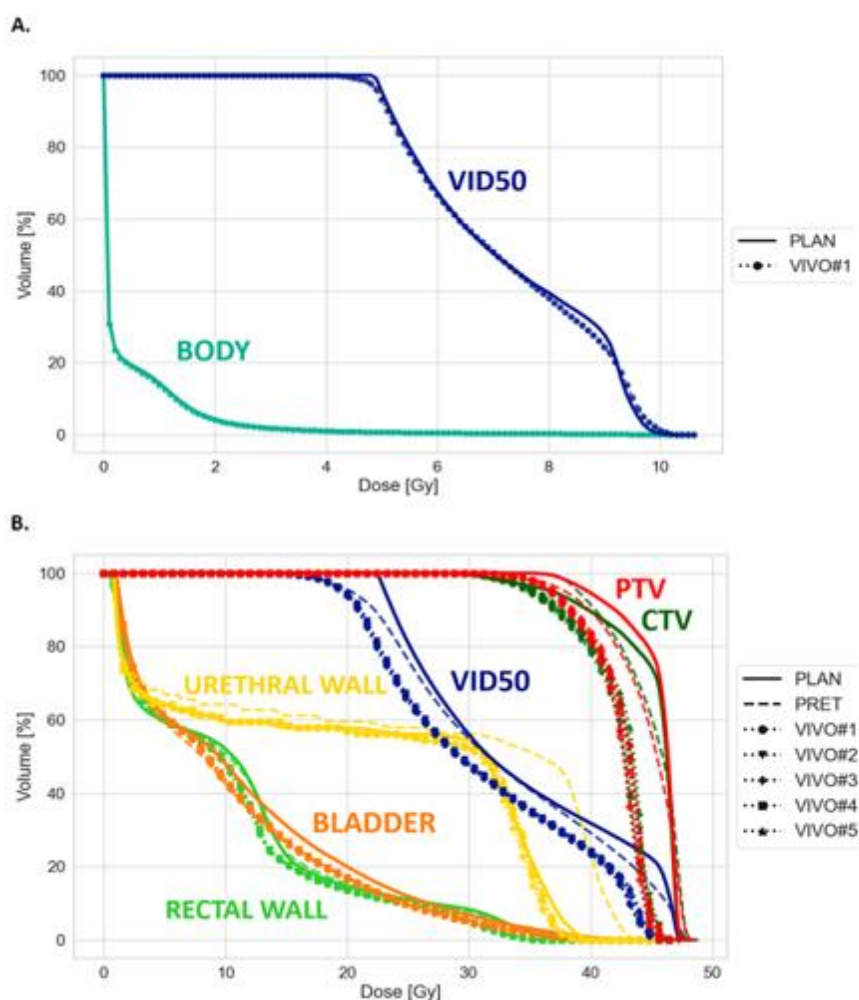 A.
100
80
60
40
20
0
Volume [%]
VID50
BODY
PLAN
VIVO#1
0 2 4 6 8 10
Dose [Gy]
B.
100
80
60
40
20
0
Volume [%]
PTV
CTV
URETHRAL WALL
VID50
BLADDER
RECTAL WALL
PLAN
PRET
VIVO#1
VIVO#2
VIVO#3
VIVO#4
VIVO#5
0 10 20 30 40 50
Dose [Gy]